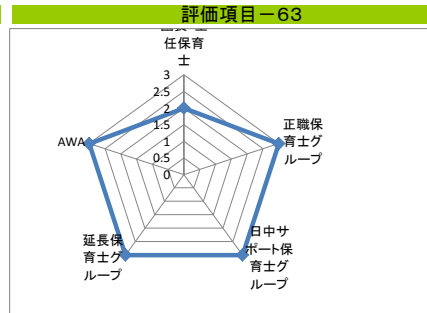 評価項目－63
任保育
士
3
2.5
2
1.5
1
0.5
0
正職保
育士グ
ループ
日中サ
ポート保
育士グ
ループ
延長保
育士グ
ループ
AWA